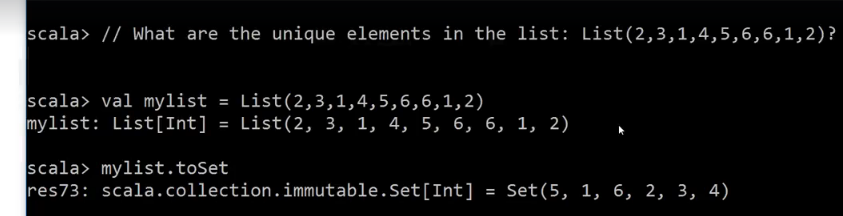 scala> // What are the unique elements in the list: List(2,3,1,4,5,6,6,1,2)?
scala> val mylist = List(2,3,1,4,5,6,6,1,2)
mylist: List[Int] = List(2, 3, 1, 4, 5, 6, 6, 1, 2)
scala> mylist.toSet
res73: scala.collection.immutable.Set[Int] = Set(5, 1, 6, 2, 3, 4)